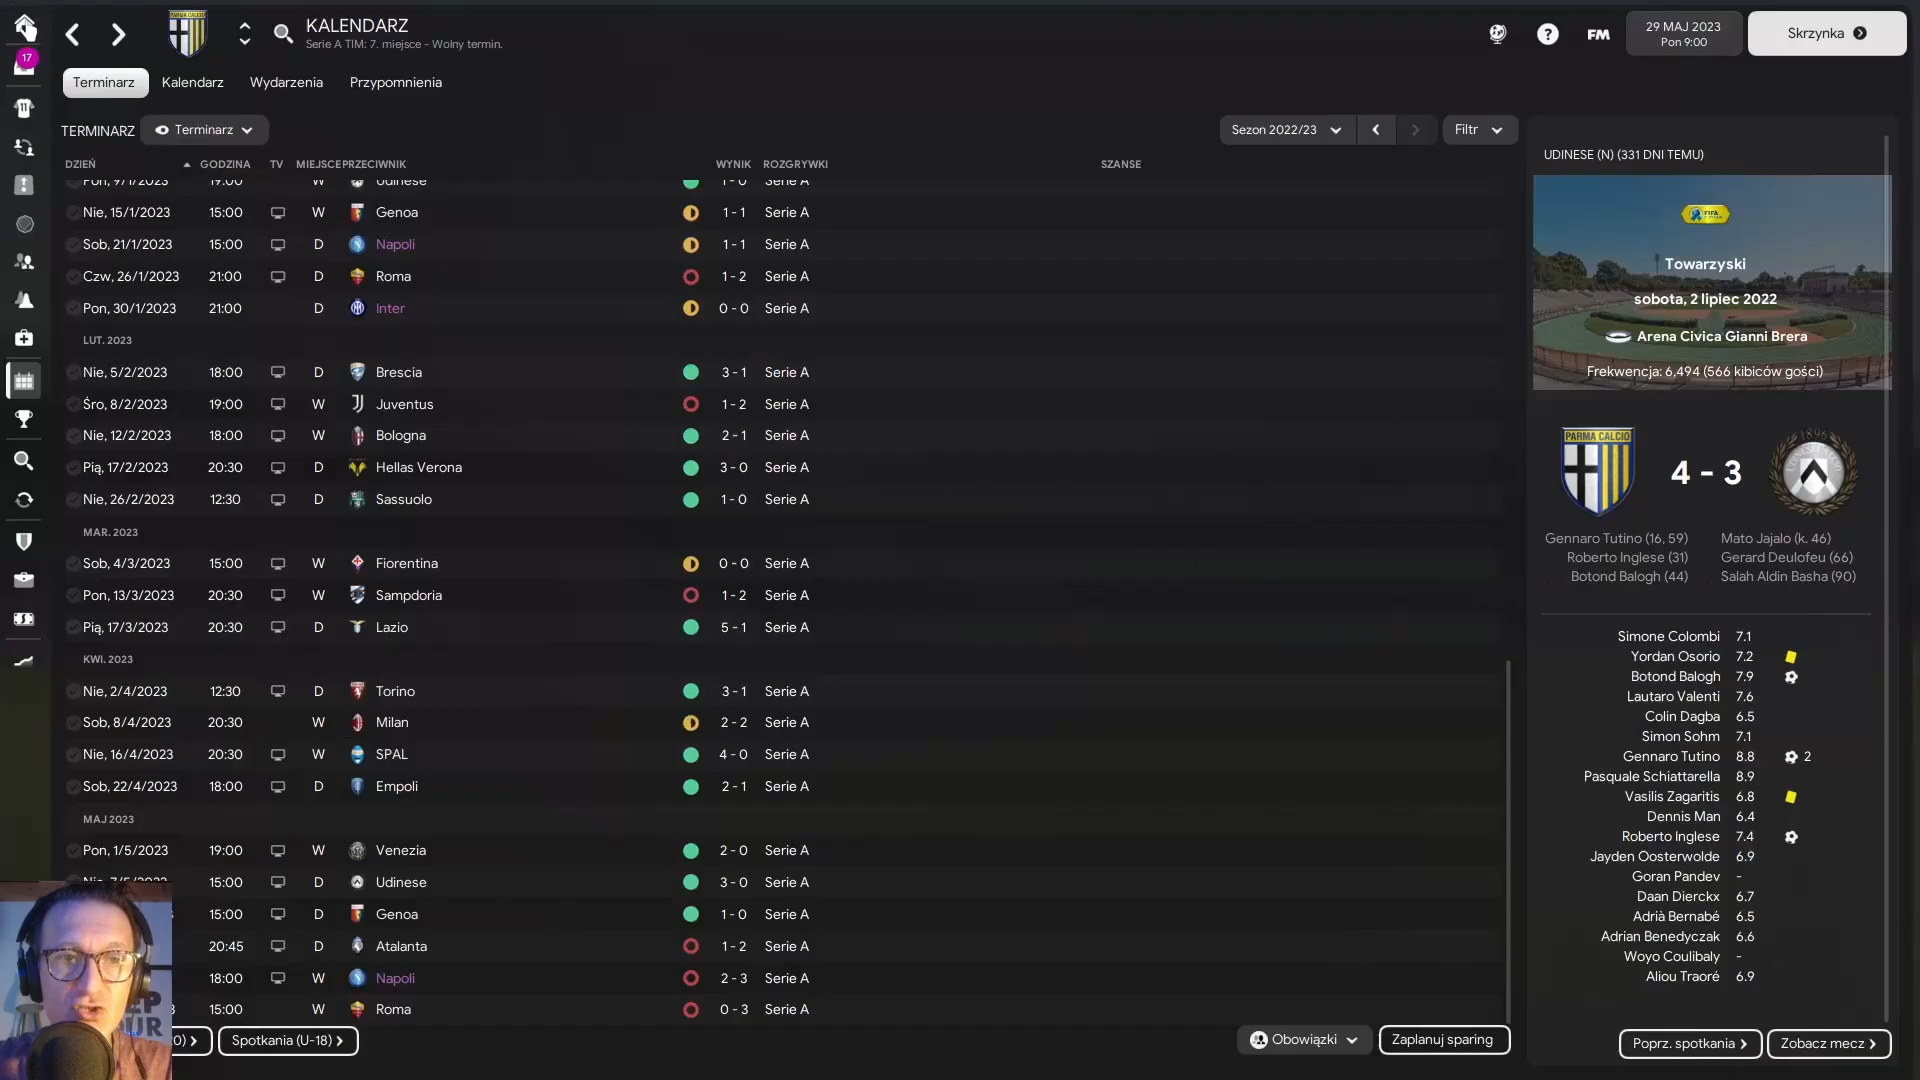 KALENDARZ
Serie A TIM: 7. miejsce - Wolny termin.
FM
29 MAJ 2023
Pon 9:00
Skrzynka
17
Terminarz Kalendarz Wydarzenia Przypomnienia
TERMINARZ Terminarz
Sezon 2022/23 Filtr
DZIEŃ GODZINA TV MIEJSCE PRZECIWNIK WYNIK ROZGRYWKI SZANSE
Pon, 9/1/2023 19:00 W Udinese 1 - 0 Serie A
Nie, 15/1/2023 15:00 W Genoa 1 - 1 Serie A
Sob, 21/1/2023 15:00 D Napoli 1 - 1 Serie A
Czw, 26/1/2023 21:00 D Roma 1 - 2 Serie A
Pon, 30/1/2023 21:00 D Inter 0 - 0 Serie A
LUT. 2023
Nie, 5/2/2023 18:00 D Brescia 3 - 1 Serie A
Śro, 8/2/2023 19:00 W Juventus 1 - 2 Serie A
Nie, 12/2/2023 18:00 W Bologna 2 - 1 Serie A
Pią, 17/2/2023 20:30 D Hellas Verona 3 - 0 Serie A
Nie, 26/2/2023 12:30 D Sassuolo 1 - 0 Serie A
MAR. 2023
Sob, 4/3/2023 15:00 W Fiorentina 0 - 0 Serie A
Pon, 13/3/2023 20:30 W Sampdoria 1 - 2 Serie A
Pią, 17/3/2023 20:30 D Lazio 5 - 1 Serie A
KWI. 2023
Nie, 2/4/2023 12:30 D Torino 3 - 1 Serie A
Sob, 8/4/2023 20:30 W Milan 2 - 2 Serie A
Nie, 16/4/2023 20:30 W SPAL 4 - 0 Serie A
Sob, 22/4/2023 18:00 D Empoli 2 - 1 Serie A
MAJ 2023
Pon, 1/5/2023 19:00 W Venezia 2 - 0 Serie A
Nie, 7/5/2023 15:00 D Udinese 3 - 0 Serie A
15:00 D Genoa 1 - 0 Serie A
20:45 D Atalanta 1 - 2 Serie A
18:00 W Napoli 2 - 3 Serie A
15:00 W Roma 0 - 3 Serie A
Spotkania (U-18)
Obowiązki
Zaplanuj sparing
UDINESE (N) (331 DNI TEMU)
FIFA
Towarzyski
sobota, 2 lipiec 2022
Arena Civica Gianni Brera
Frekwencja: 6,494 (566 kibiców gości)
PARMA CALCIO
4 - 3
1896
Gennaro Tutino (16, 59) Mato Jajalo (k. 46)
Roberto Inglese (31) Gerard Deulofeu (66)
Botond Balogh (44) Salah Aldin Basha (90)
Simone Colombi 7.1
Yordan Osorio 7.2
Botond Balogh 7.9
Lautaro Valenti 7.6
Colin Dagba 6.5
Simon Sohm 7.1
Gennaro Tutino 8.8 2
Pasquale Schiattarella 8.9
Vasilis Zagaritis 6.8
Dennis Man 6.4
Roberto Inglese 7.4
Jayden Oosterwolde 6.9
Goran Pandev -
Daan Dierckx 6.7
Adrià Bernabé 6.5
Adrian Benedyczak 6.6
Woyo Coulibaly -
Aliou Traoré 6.9
Poprz. spotkania
Zobacz mecz